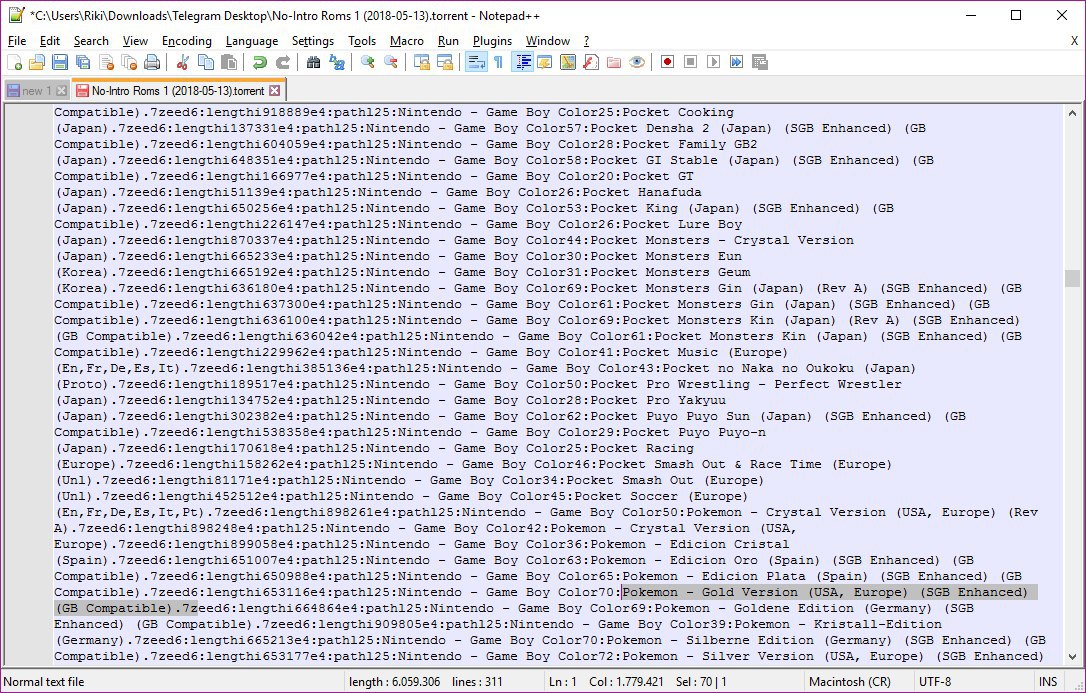 *C:\Users\Riki\Downloads\Telegram Desktop\No-Intro Roms 1 (2018-05-13).torrent - Notepad++
File Edit Search View Encoding Language Settings Tools Macro Run Plugins Window ? X
new 1 No-Intro Roms 1 (2018-05-13).torrent
Compatible).7zeed6:lengthi918889e4:pathl25:Nintendo - Game Boy Color25:Pocket Cooking
(Japan).7zeed6:lengthi137331e4:pathl25:Nintendo - Game Boy Color57:Pocket Densha 2 (Japan) (SGB Enhanced) (GB
Compatible).7zeed6:lengthi604059e4:pathl25:Nintendo - Game Boy Color28:Pocket Family GB2
(Japan).7zeed6:lengthi648351e4:pathl25:Nintendo - Game Boy Color58:Pocket GI Stable (Japan) (SGB Enhanced) (GB
Compatible).7zeed6:lengthi166977e4:pathl25:Nintendo - Game Boy Color20:Pocket GT
(Japan).7zeed6:lengthi51139e4:pathl25:Nintendo - Game Boy Color26:Pocket Hanafuda
(Japan).7zeed6:lengthi650256e4:pathl25:Nintendo - Game Boy Color53:Pocket King (Japan) (SGB Enhanced) (GB
Compatible).7zeed6:lengthi226147e4:pathl25:Nintendo - Game Boy Color26:Pocket Lure Boy
(Japan).7zeed6:lengthi870337e4:pathl25:Nintendo - Game Boy Color44:Pocket Monsters - Crystal Version
(Japan).7zeed6:lengthi665233e4:pathl25:Nintendo - Game Boy Color30:Pocket Monsters Eun
(Korea).7zeed6:lengthi665192e4:pathl25:Nintendo - Game Boy Color31:Pocket Monsters Geum
(Korea).7zeed6:lengthi636180e4:pathl25:Nintendo - Game Boy Color69:Pocket Monsters Gin (Japan) (Rev A) (SGB Enhanced) (GB
Compatible).7zeed6:lengthi637300e4:pathl25:Nintendo - Game Boy Color61:Pocket Monsters Gin (Japan) (SGB Enhanced) (GB
Compatible).7zeed6:lengthi636100e4:pathl25:Nintendo - Game Boy Color69:Pocket Monsters Kin (Japan) (Rev A) (SGB Enhanced)
(GB Compatible).7zeed6:lengthi636042e4:pathl25:Nintendo - Game Boy Color61:Pocket Monsters Kin (Japan) (SGB Enhanced) (GB
Compatible).7zeed6:lengthi229962e4:pathl25:Nintendo - Game Boy Color41:Pocket Music (Europe)
(En,Fr,De,Es,It).7zeed6:lengthi385136e4:pathl25:Nintendo - Game Boy Color43:Pocket no Naka no Oukoku (Japan)
(Proto).7zeed6:lengthi189517e4:pathl25:Nintendo - Game Boy Color50:Pocket Pro Wrestling - Perfect Wrestler
(Japan).7zeed6:lengthi134752e4:pathl25:Nintendo - Game Boy Color28:Pocket Pro Yakyuu
(Japan).7zeed6:lengthi302382e4:pathl25:Nintendo - Game Boy Color62:Pocket Puyo Puyo Sun (Japan) (SGB Enhanced) (GB
Compatible).7zeed6:lengthi538358e4:pathl25:Nintendo - Game Boy Color29:Pocket Puyo Puyo-n
(Japan).7zeed6:lengthi170618e4:pathl25:Nintendo - Game Boy Color25:Pocket Racing
(Europe).7zeed6:lengthi158262e4:pathl25:Nintendo - Game Boy Color46:Pocket Smash Out & Race Time (Europe)
(Unl).7zeed6:lengthi81171e4:pathl25:Nintendo - Game Boy Color34:Pocket Smash Out (Europe)
(Unl).7zeed6:lengthi452512e4:pathl25:Nintendo - Game Boy Color45:Pocket Soccer (Europe)
(En,Fr,De,Es,It,Pt).7zeed6:lengthi898261e4:pathl25:Nintendo - Game Boy Color50:Pokemon - Crystal Version (USA, Europe) (Rev
A).7zeed6:lengthi898248e4:pathl25:Nintendo - Game Boy Color42:Pokemon - Crystal Version (USA,
Europe).7zeed6:lengthi899058e4:pathl25:Nintendo - Game Boy Color36:Pokemon - Edicion Cristal
(Spain).7zeed6:lengthi651007e4:pathl25:Nintendo - Game Boy Color63:Pokemon - Edicion Oro (Spain) (SGB Enhanced) (GB
Compatible).7zeed6:lengthi650988e4:pathl25:Nintendo - Game Boy Color65:Pokemon - Edicion Plata (Spain) (SGB Enhanced) (GB
Compatible).7zeed6:lengthi653116e4:pathl25:Nintendo - Game Boy Color70:Pokemon - Gold Version (USA, Europe) (SGB Enhanced)
(GB Compatible).7zeed6:lengthi664864e4:pathl25:Nintendo - Game Boy Color69:Pokemon - Goldene Edition (Germany) (SGB
Enhanced) (GB Compatible).7zeed6:lengthi909805e4:pathl25:Nintendo - Game Boy Color39:Pokemon - Kristall-Edition
(Germany).7zeed6:lengthi665213e4:pathl25:Nintendo - Game Boy Color70:Pokemon - Silberne Edition (Germany) (SGB Enhanced) (GB
Compatible).7zeed6:lengthi653177e4:pathl25:Nintendo - Game Boy Color72:Pokemon - Silver Version (USA, Europe) (SGB Enhanced)
Normal text file length : 6.059.306 lines : 311 Ln : 1 Col : 1.779.421 Sel : 70 | 1 Macintosh (CR) UTF-8 INS